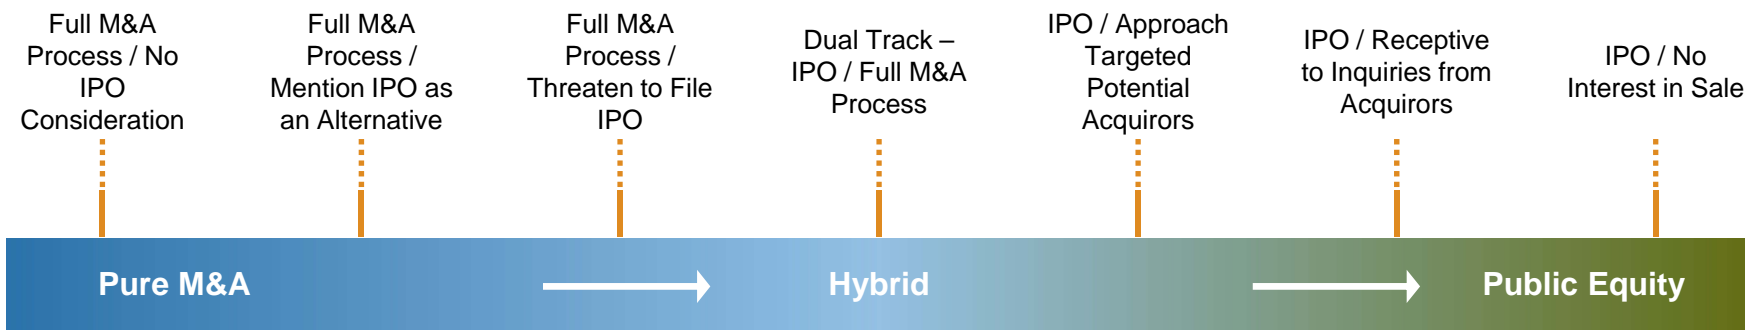 Full M&A
Process / No
IPO
Consideration
Full M&A
Process /
Mention IPO as
an Alternative
Full M&A
Process /
Threaten to File
IPO
Dual Track –
IPO / Full M&A
Process
IPO / Approach
Targeted
Potential
Acquirors
IPO / Receptive
to Inquiries from
Acquirors
IPO / No
Interest in Sale
Pure M&A
Hybrid
Public Equity